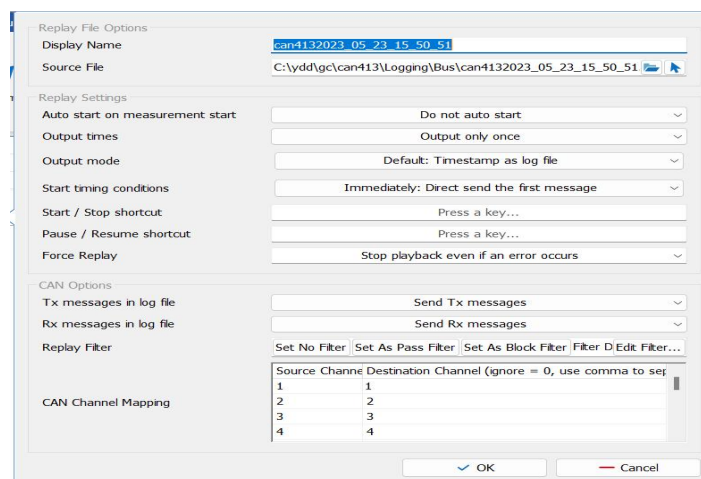 Replay File Options
Display Name can4132023_05_23_15_50_51
Source File C:\ydd\gc\can413\Logging\Bus\can4132023_05_23_15_50_51
Replay Settings
Auto start on measurement start Do not auto start
Output times Output only once
Output mode Default: Timestamp as log file
Start timing conditions Immediately: Direct send the first message
Start / Stop shortcut Press a key...
Pause / Resume shortcut Press a key...
Force Replay Stop playback even if an error occurs
CAN Options
Tx messages in log file Send Tx messages
Rx messages in log file Send Rx messages
Replay Filter Set No Filter Set As Pass Filter Set As Block Filter Filter D Edit Filter...
Source Channe Destination Channel (ignore = 0, use comma to sep
1 1
2 2
CAN Channel Mapping
3 3
4 4
OK Cancel